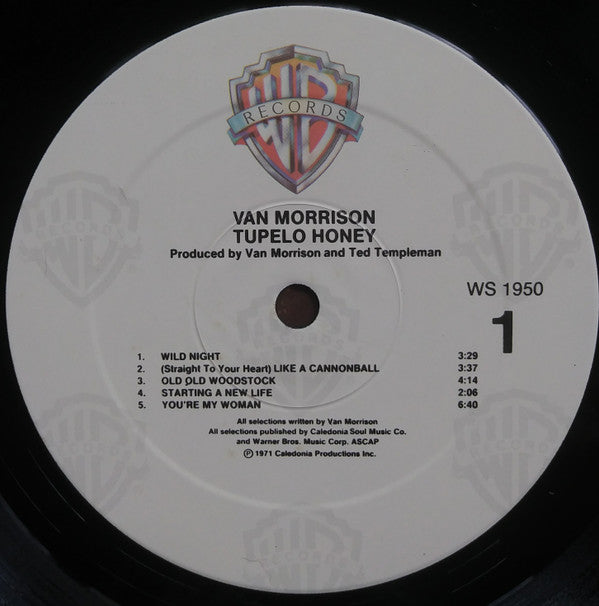 WB
RECORDS
VAN MORRISON
TUPELO HONEY
Produced by Van Morrison and Ted Templeman
WS 1950
1
1. WILD NIGHT 3:29
2. (Straight To Your Heart) LIKE A CANNONBALL 3:37
3. OLD OLD WOODSTOCK 4:14
4. STARTING A NEW LIFE 2:06
5. YOU'RE MY WOMAN 6:40
All selections written by Van Morrison
All selections published by Caledonia Soul Music Co.
and Warner Bros. Music Corp. ASCAP
℗ 1971 Caledonia Productions Inc.